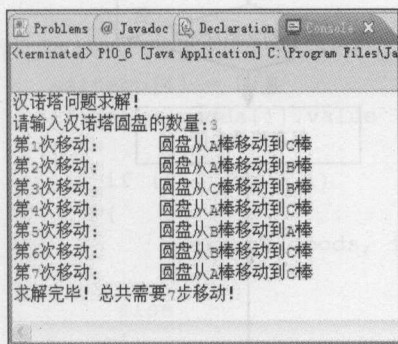 Problems @ Javadoc Declaration Console
<terminated> P10_6 [Java Application] C:\Program Files\Ja
汉诺塔问题求解!
请输入汉诺塔圆盘的数量:3
第1次移动: 圆盘从A棒移动到C棒
第2次移动: 圆盘从A棒移动到B棒
第3次移动: 圆盘从C棒移动到B棒
第4次移动: 圆盘从A棒移动到C棒
第5次移动: 圆盘从B棒移动到A棒
第6次移动: 圆盘从B棒移动到C棒
第7次移动: 圆盘从A棒移动到C棒
求解完毕! 总共需要7步移动!